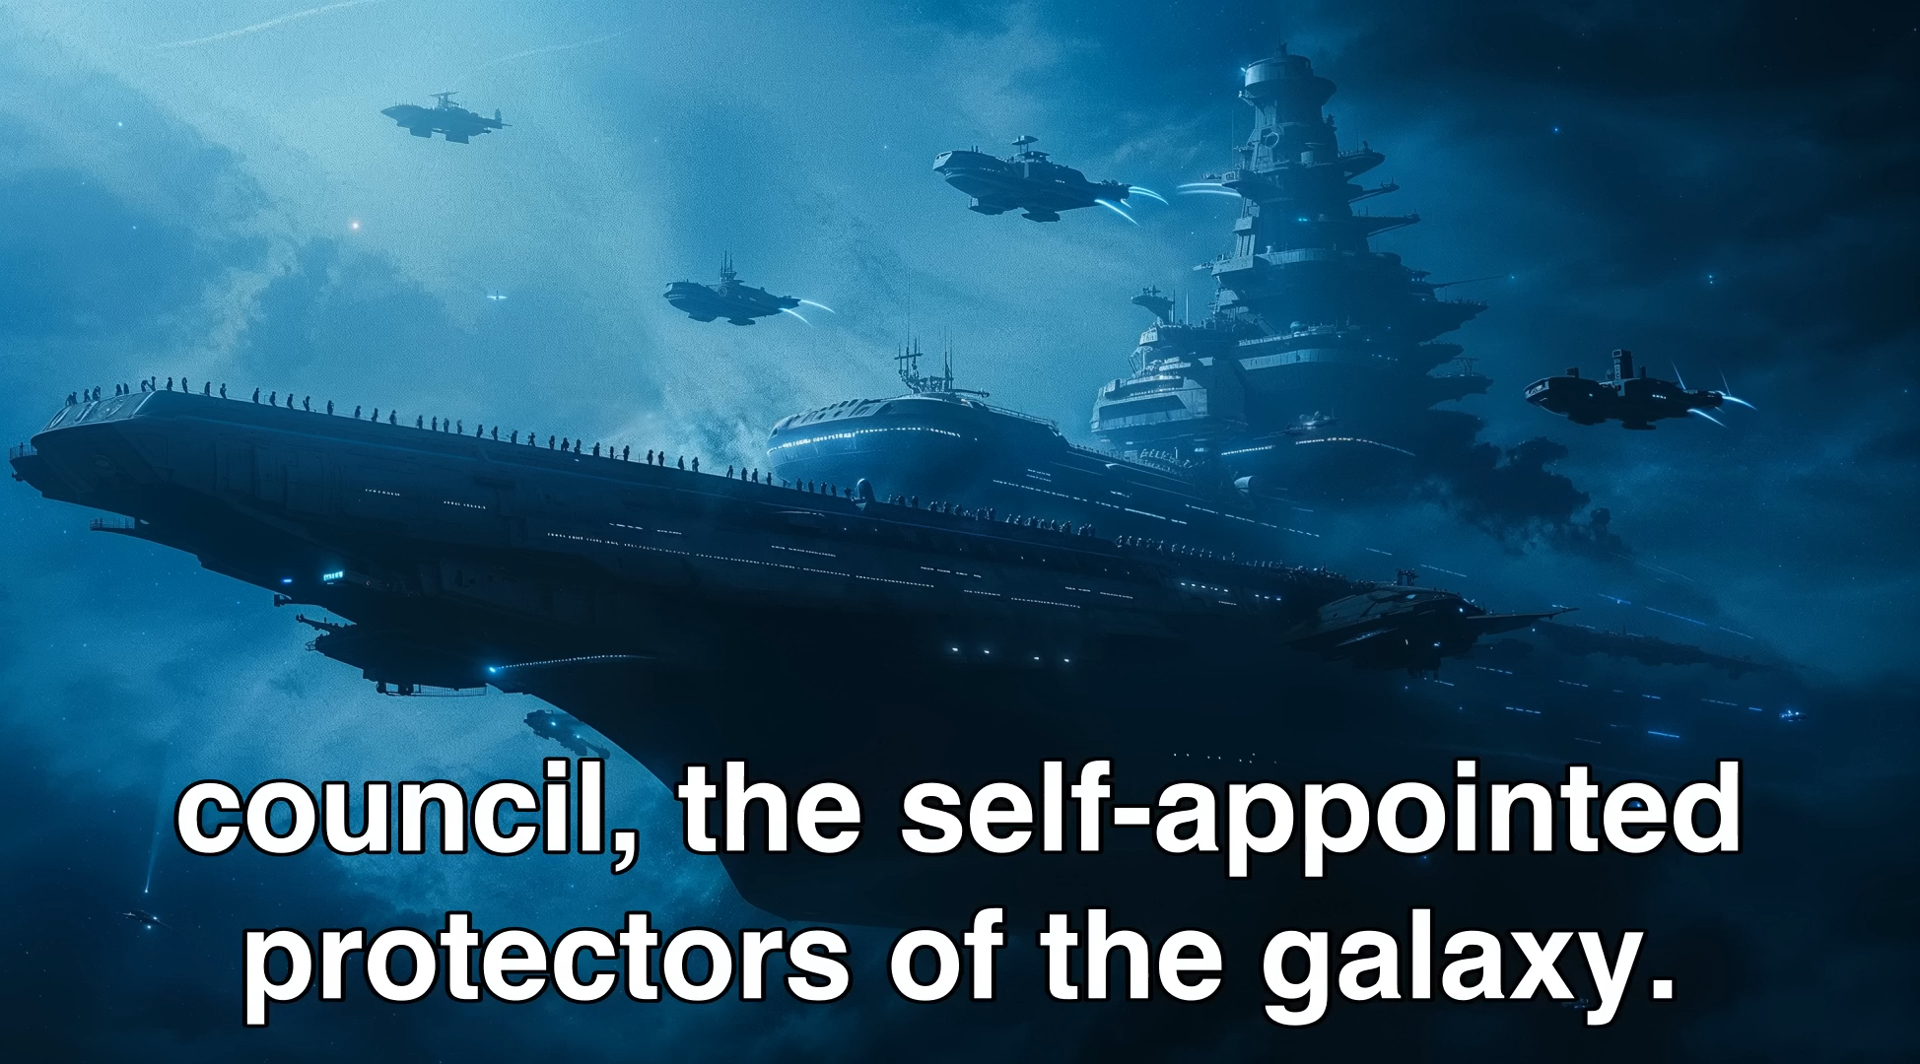 council, the self-appointed
protectors of the galaxy.